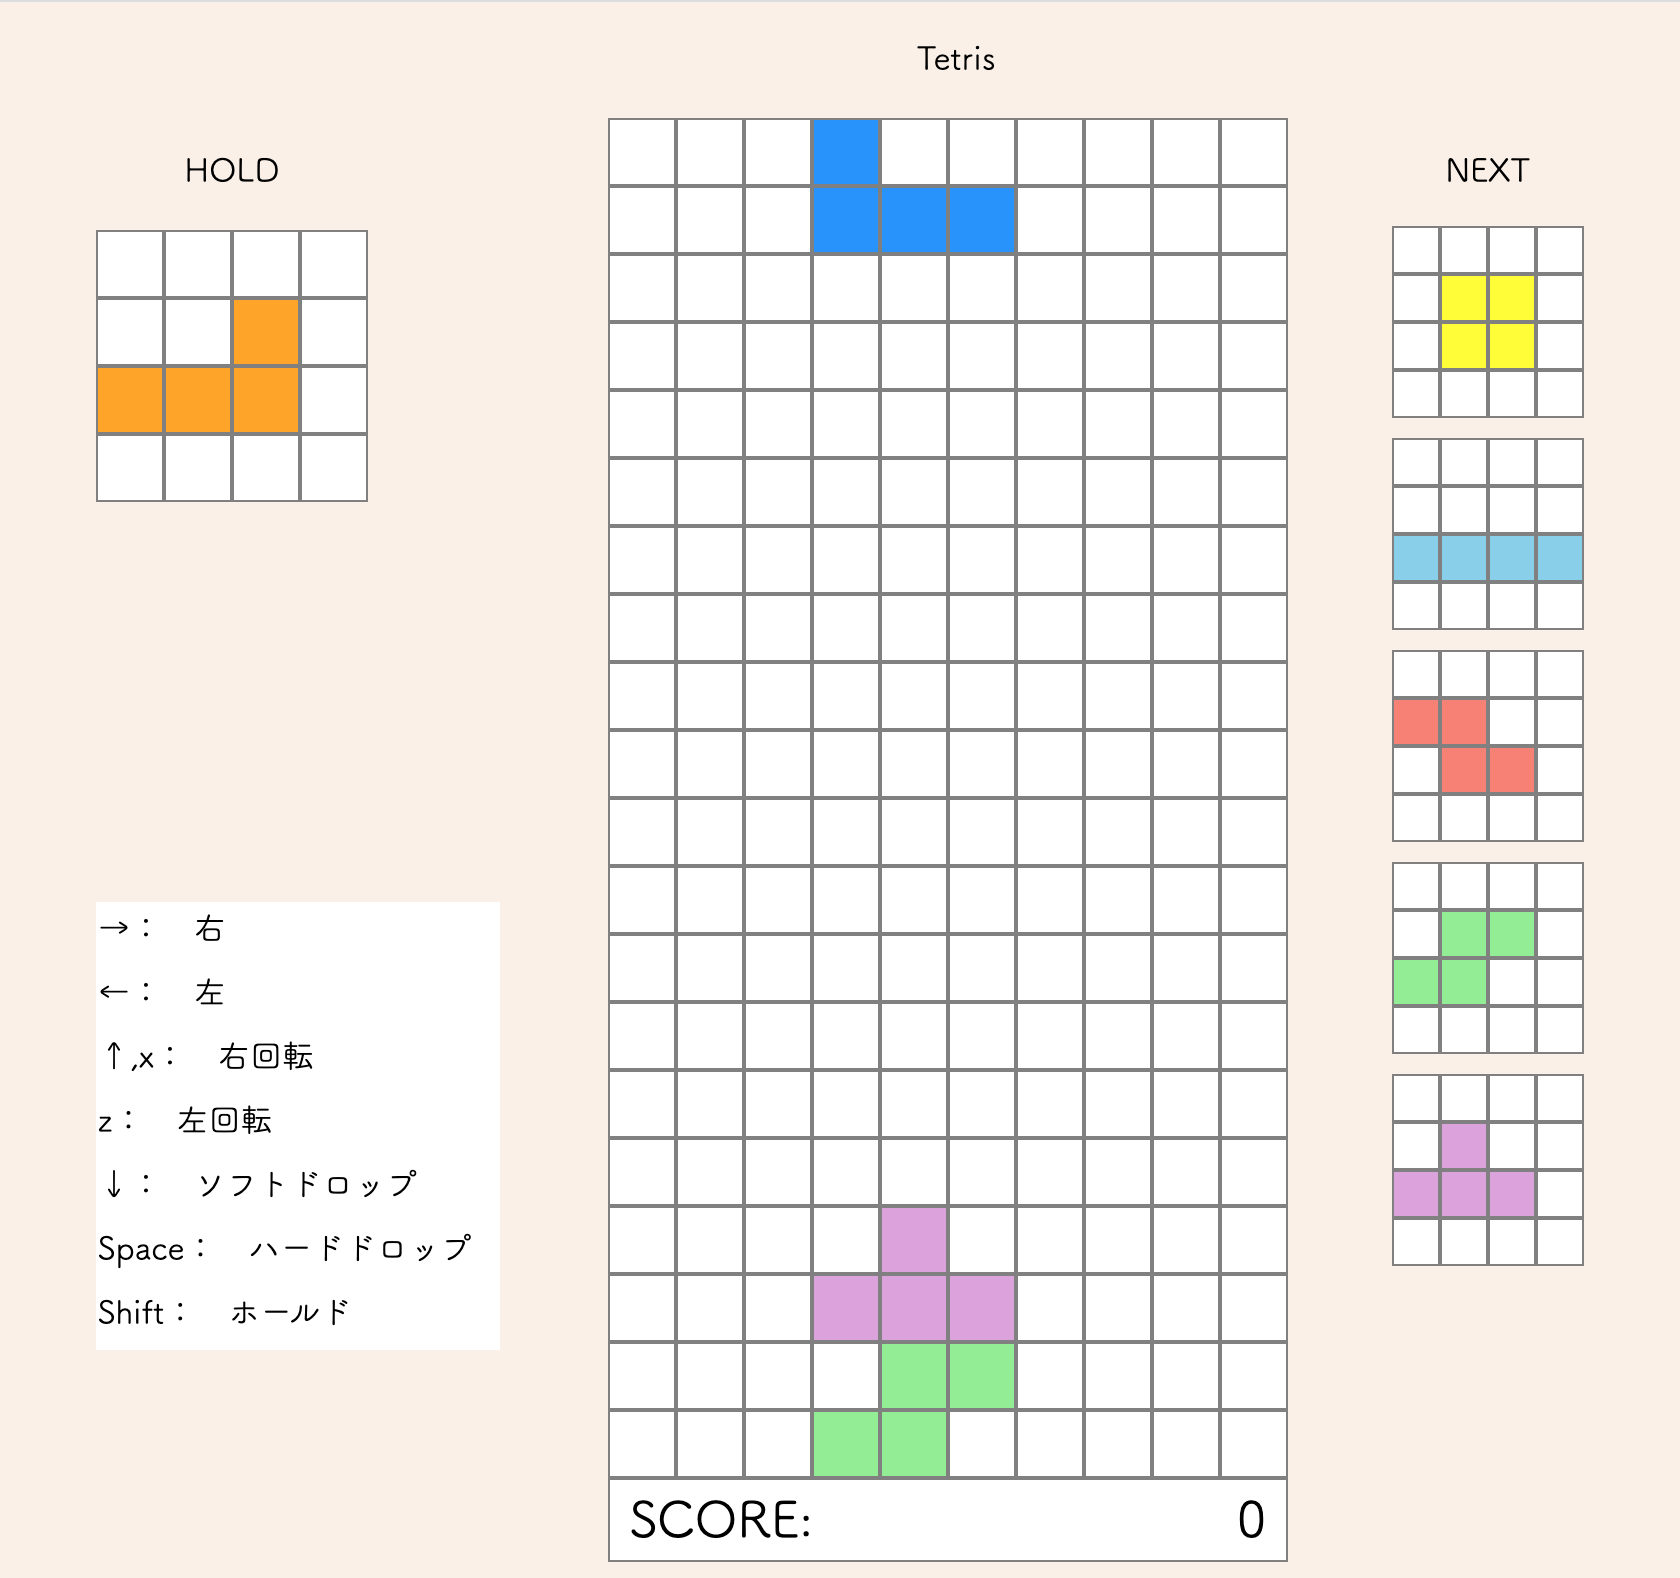 Tetris
HOLD
NEXT
→： 右
←： 左
↑,x： 右回転
z： 左回転
↓： ソフトドロップ
Space： ハードドロップ
Shift： ホールド
SCORE: 0